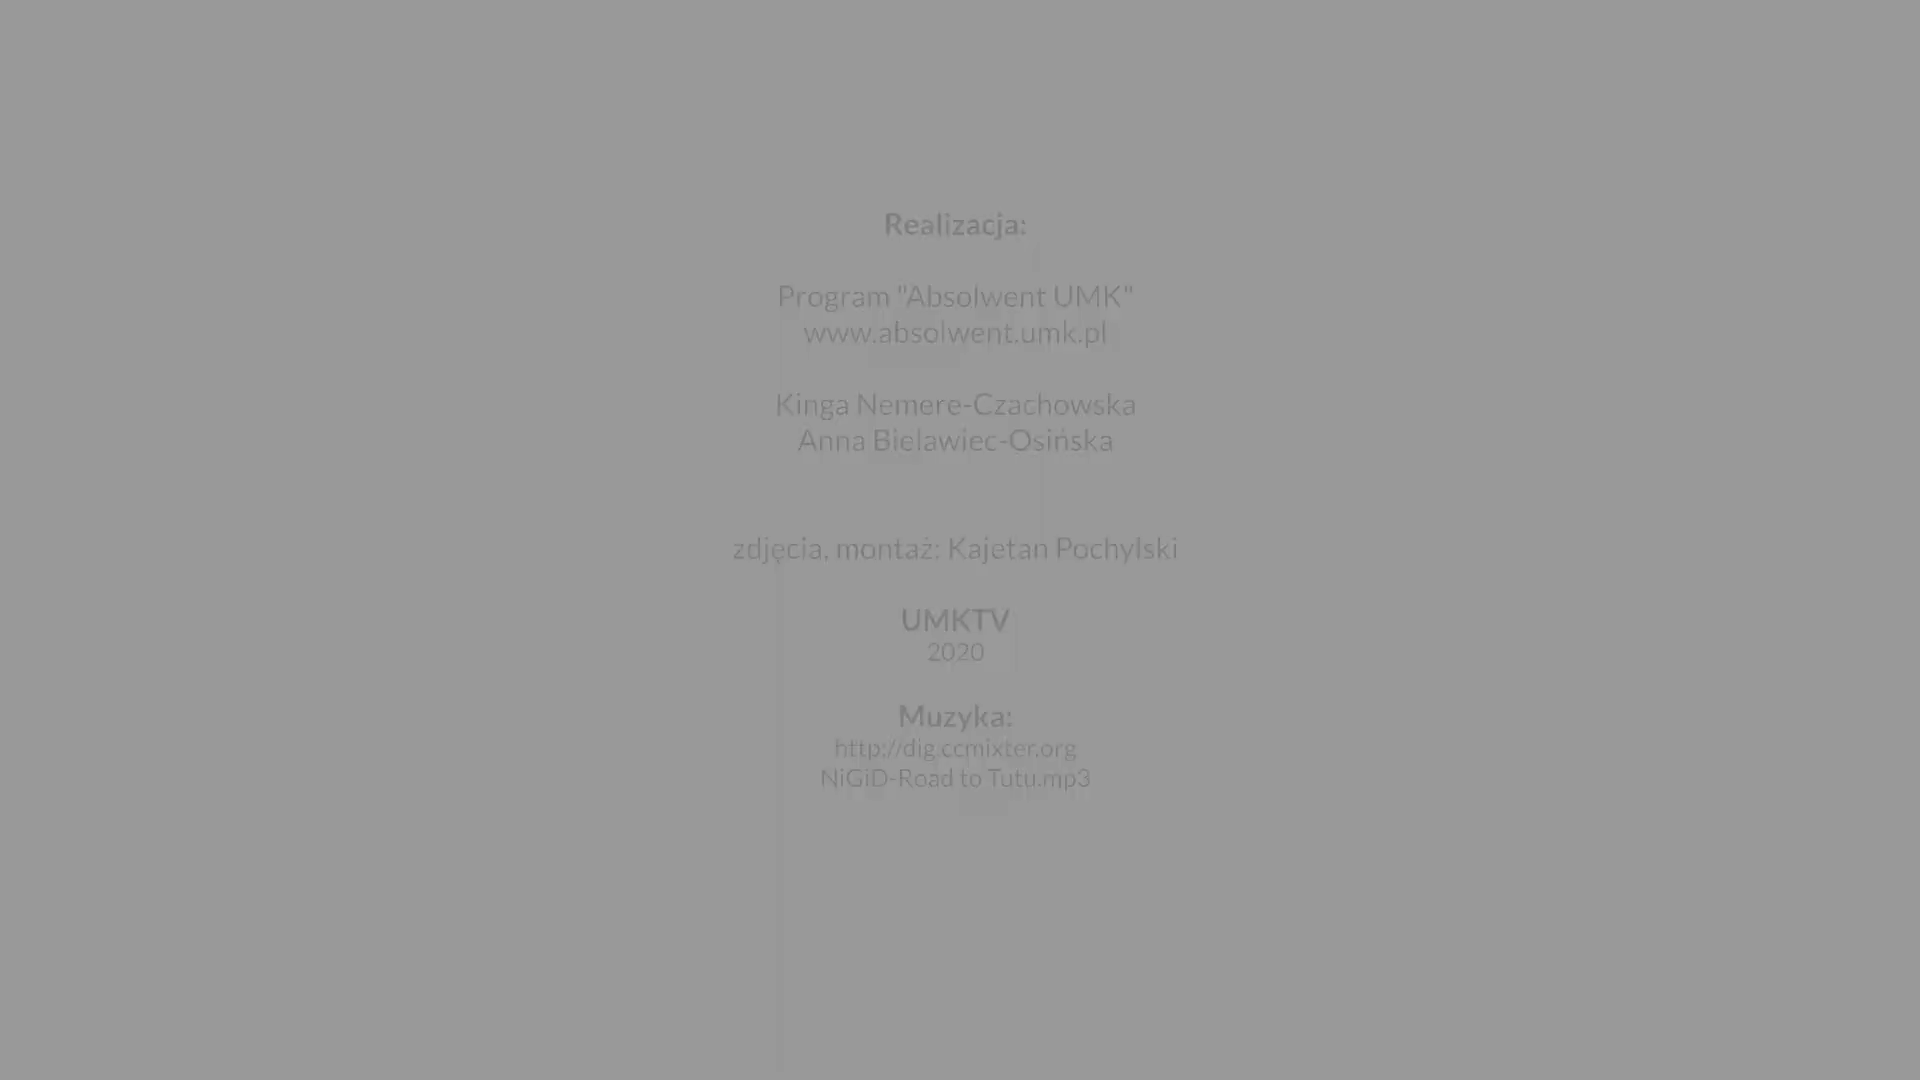 Realizacja:
Program "Absolwent UMK"
www.absolwent.umk.pl
Kinga Nemere-Czachowska
Anna Bielawiec-Osińska
zdjęcia, montaż: Kajetan Pochylski
UMKTV
2020
Muzyka:
http://dig.ccmixter.org
NiGiD-Road to Tutu.mp3